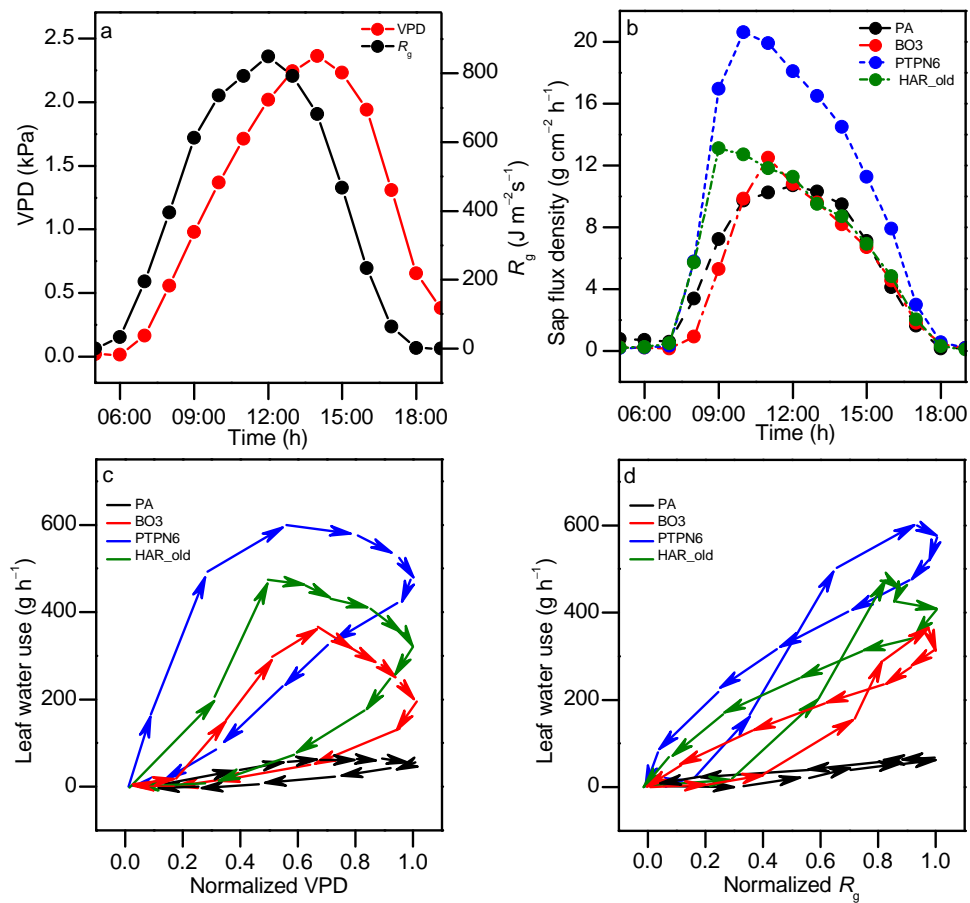 a
VPD
Rg
2.5
2.0
1.5
1.0
0.5
0.0
VPD (kPa)
800
600
400
200
0
Rg (J m−2s−1)
06:00 09:00 12:00 15:00 18:00
Time (h)
b
PA
BO3
PTPN6
HAR_old
20
16
12
8
4
0
Sap flux density (g cm−2 h−1)
06:00 09:00 12:00 15:00 18:00
Time (h)
c
PA
BO3
PTPN6
HAR_old
600
400
200
0
Leaf water use (g h−1)
0.0 0.2 0.4 0.6 0.8 1.0
Normalized VPD
d
PA
BO3
PTPN6
HAR_old
600
400
200
0
Leaf water use (g h−1)
0.0 0.2 0.4 0.6 0.8 1.0
Normalized Rg